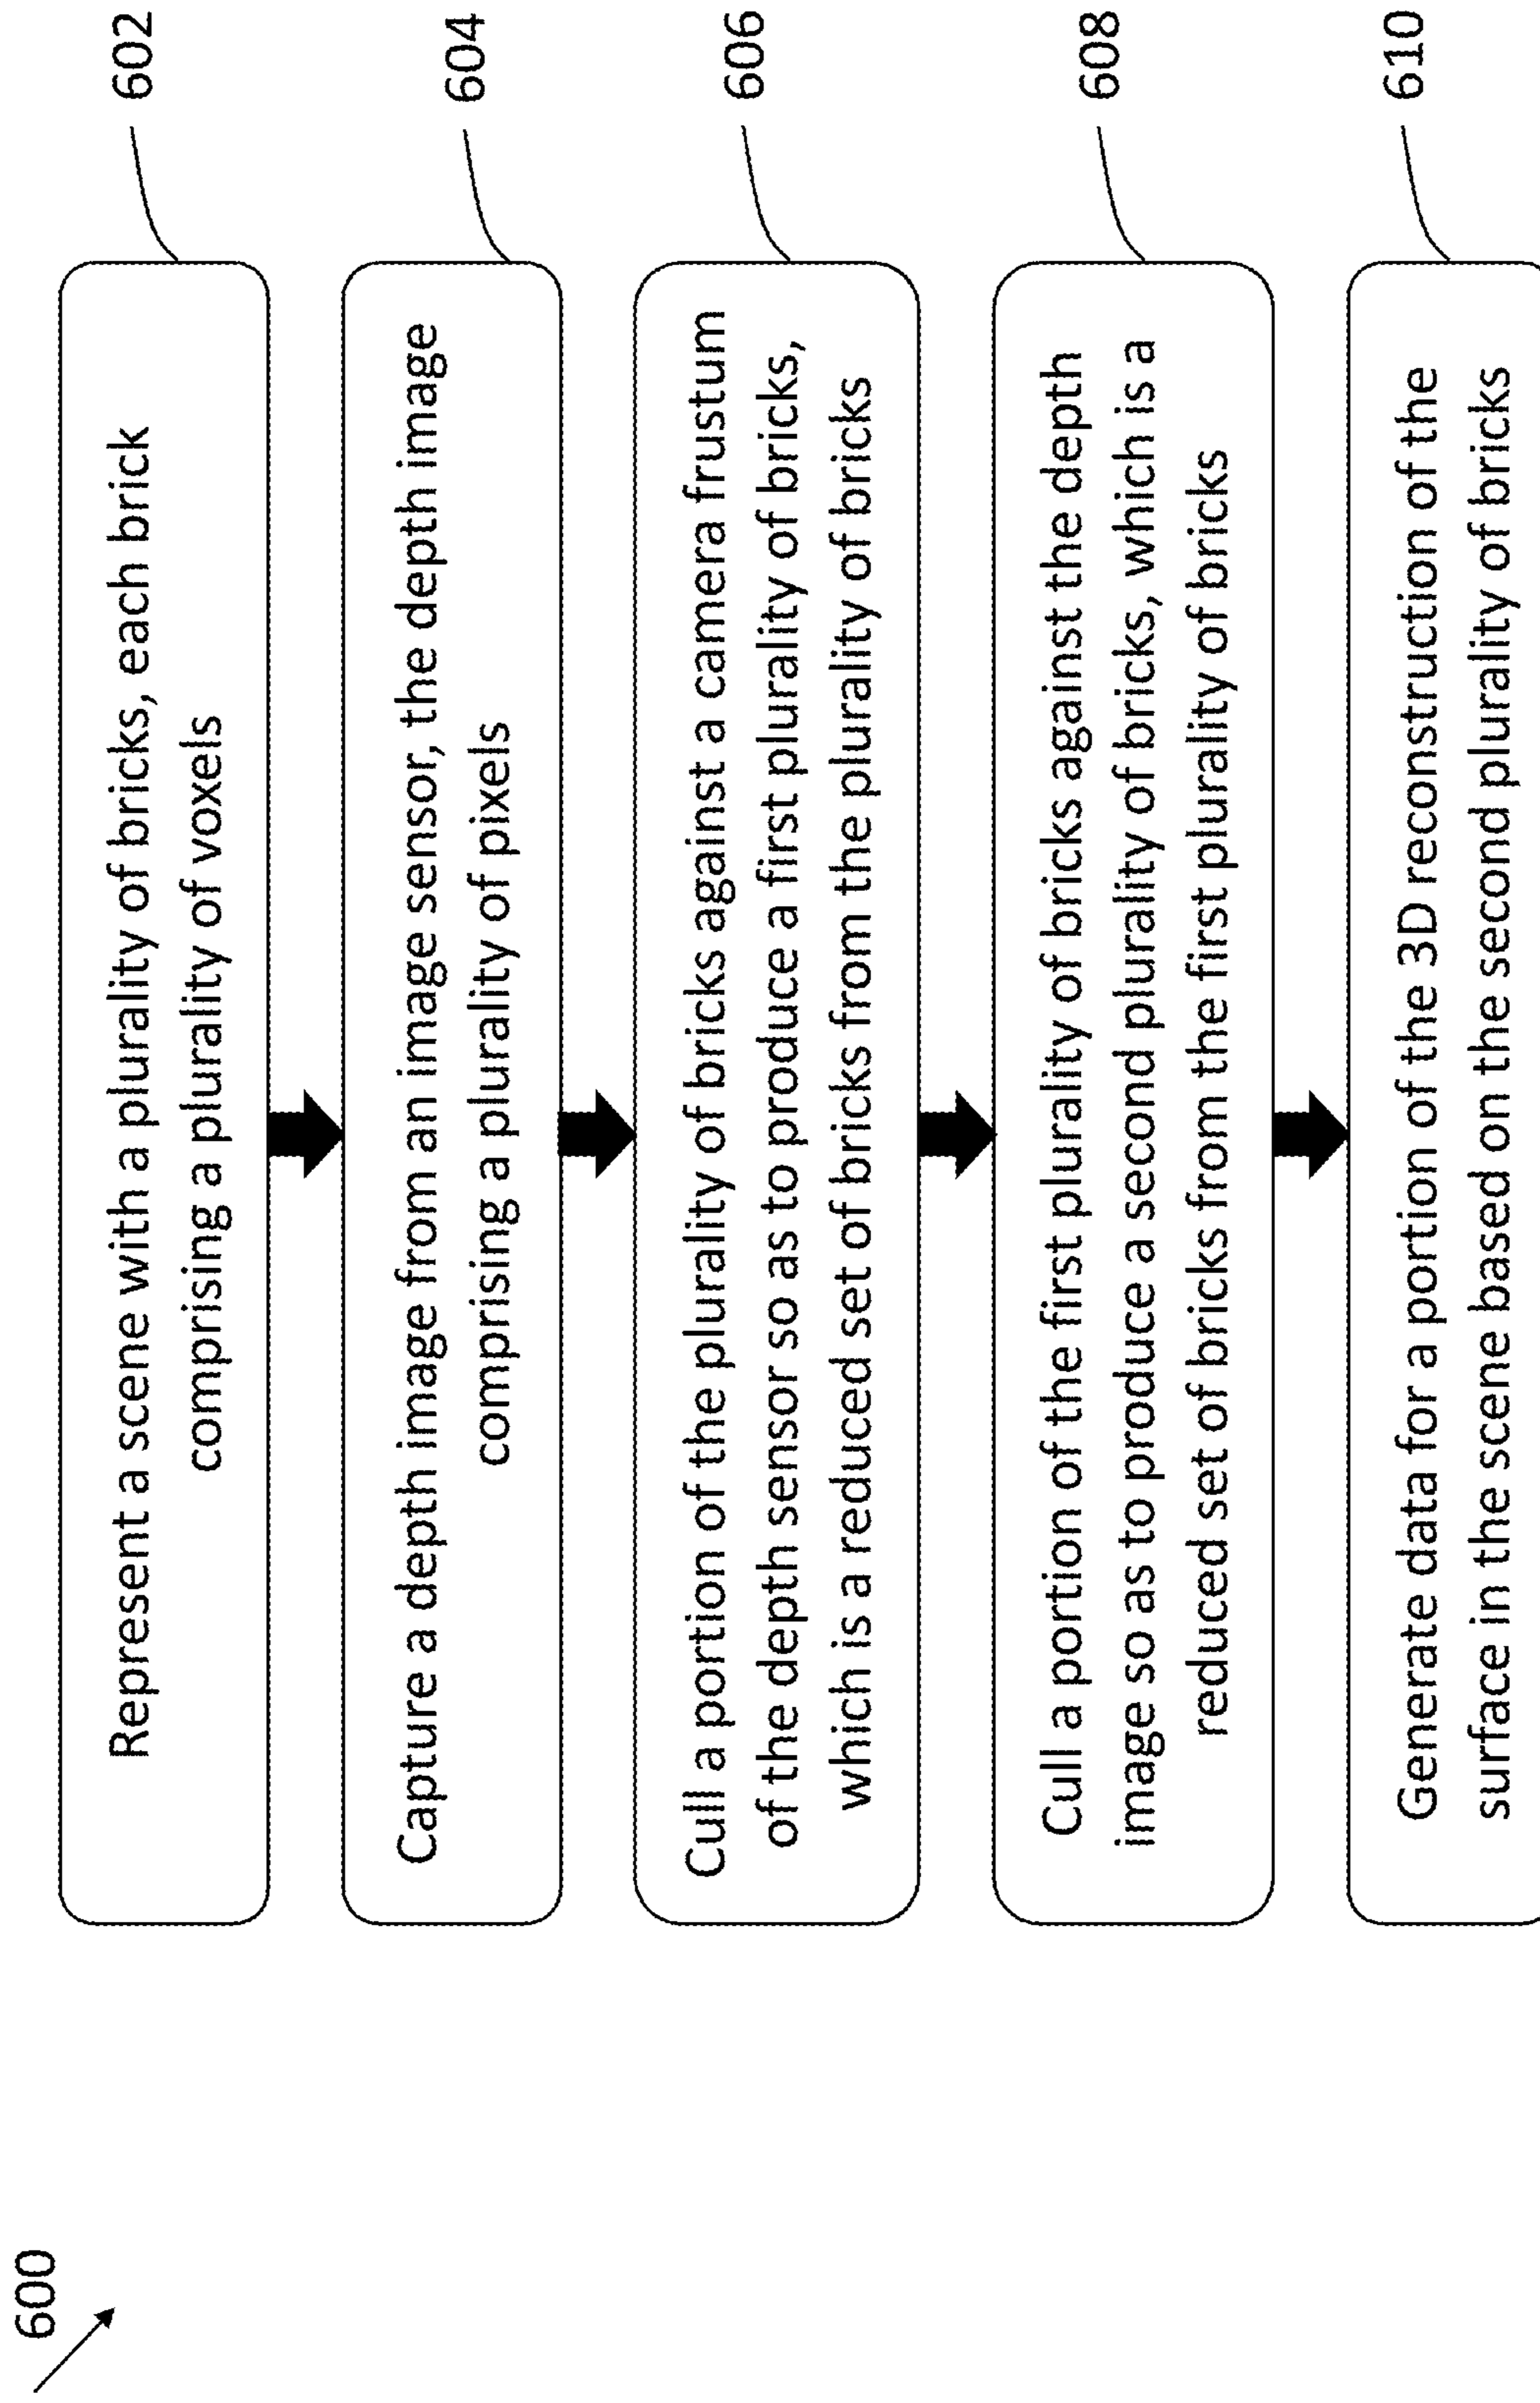 600
Represent a scene with a plurality of bricks, each brick
comprising a plurality of voxels
602
Capture a depth image from an image sensor, the depth image
comprising a plurality of pixels
604
Cull a portion of the plurality of bricks against a camera frustum
of the depth sensor so as to produce a first plurality of bricks,
which is a reduced set of bricks from the plurality of bricks
606
Cull a portion of the first plurality of bricks against the depth
image so as to produce a second plurality of bricks, which is a
reduced set of bricks from the first plurality of bricks
608
Generate data for a portion of the 3D reconstruction of the
surface in the scene based on the second plurality of bricks
610